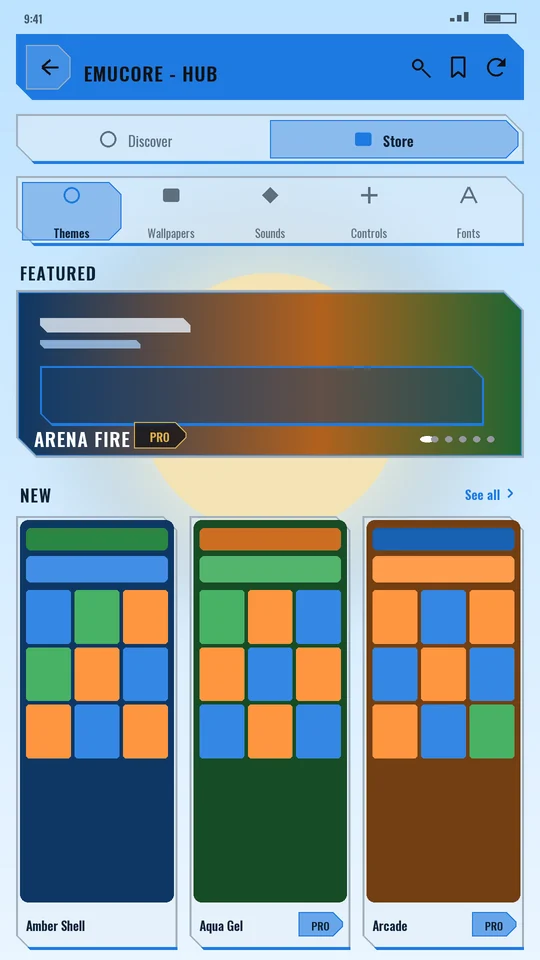 9:41
EMUCORE - HUB
Discover
Store
Themes
Wallpapers
Sounds
Controls
Fonts
FEATURED
ARENA FIRE
PRO
NEW
See all
Amber Shell
Aqua Gel
PRO
Arcade
PRO